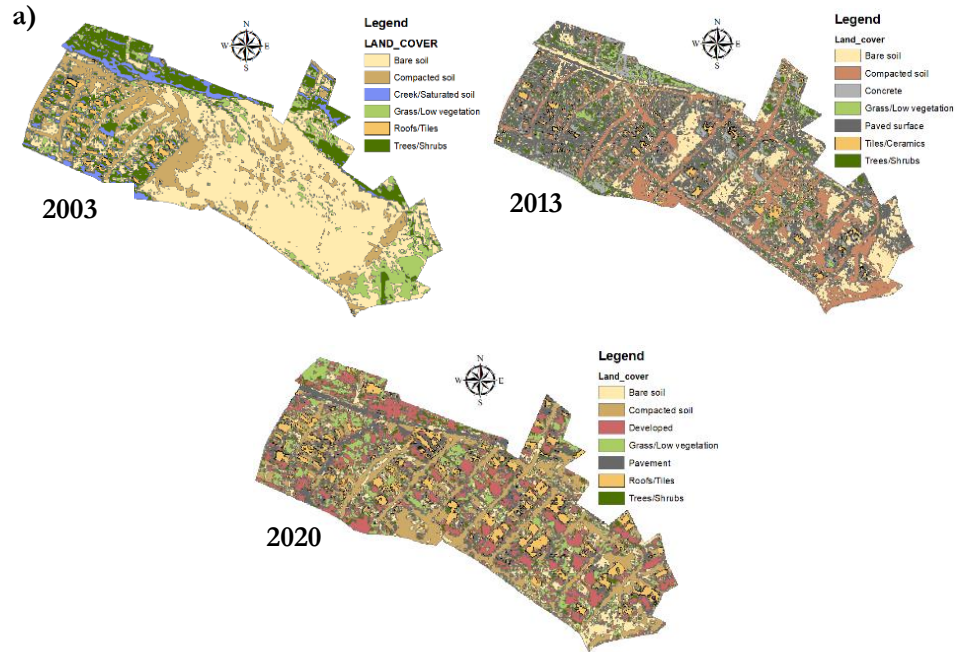 a)
Legend
LAND_COVER
Bare soil
Compacted soil
Creek/Saturated soil
Grass/Low vegetation
Roofs/Tiles
Trees/Shrubs
N
W E
S
2003
Legend
Land_cover
Bare soil
Compacted soil
Concrete
Grass/Low vegetation
Paved surface
Tiles/Ceramics
Trees/Shrubs
N
W E
S
2013
Legend
Land_cover
Bare soil
Compacted soil
Developed
Grass/Low vegetation
Pavement
Roofs/Tiles
Trees/Shrubs
N
W E
S
2020